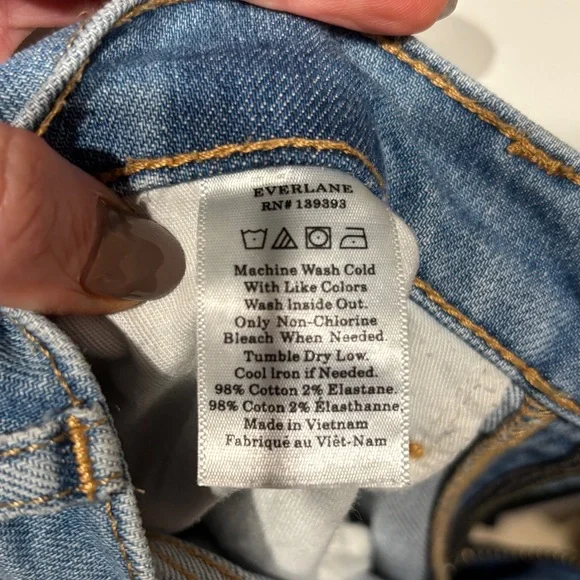 EVERLANE
RN# 139393
Machine Wash Cold
With Like Colors
Wash Inside Out.
Only Non-Chlorine
Bleach When Needed.
Tumble Dry Low.
Cool Iron if Needed.
98% Cotton 2% Elastane.
98% Coton 2% Élasthanne.
Made in Vietnam
Fabriqué au Viêt-Nam